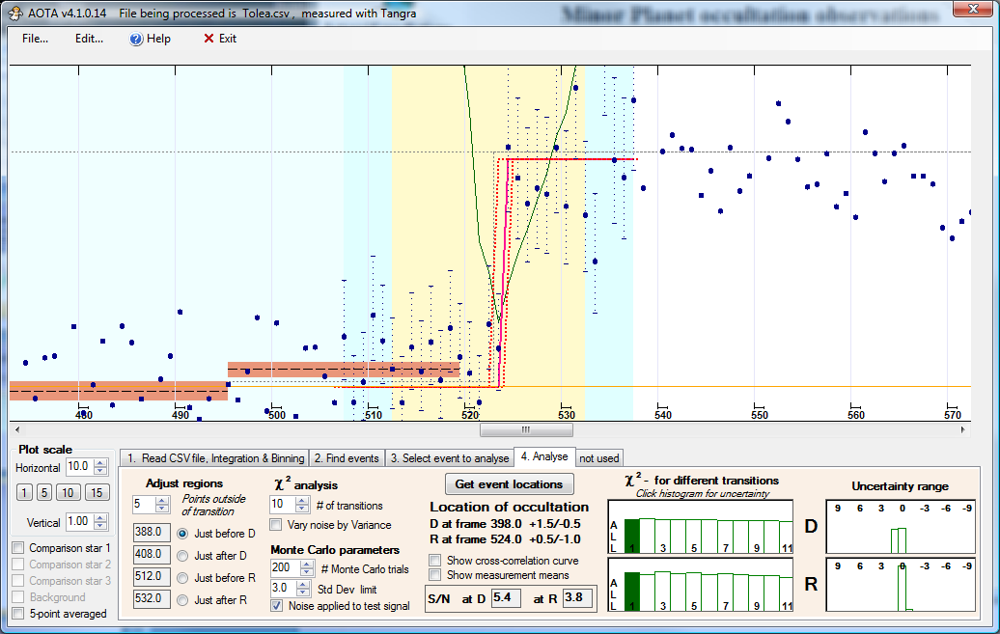 AOTA v4.1.0.14 File being processed is Tolea.csv , measured with Tangra
Minor Planet occultation observations
File... Edit... Help Exit
480 490 500 510 520 530 540 550 560 570
Plot scale
Horizontal 10.0
1 5 10 15
Vertical 1.00
Comparison star 1
Comparison star 2
Comparison star 3
Background
5-point averaged
1. Read CSV file, Integration & Binning 2. Find events 3. Select event to analyse 4. Analyse not used
Adjust regions
5 Points outside
of transition
388.0 Just before D
408.0 Just after D
512.0 Just before R
532.0 Just after R
χ² analysis
10 # of transitions
Vary noise by Variance
Monte Carlo parameters
200 # Monte Carlo trials
3.0 Std Dev limit
Noise applied to test signal
Get event locations
Location of occultation
D at frame 398.0 +1.5/-0.5
R at frame 524.0 +0.5/-1.0
Show cross-correlation curve
Show measurement means
S/N at D 5.4 at R 3.8
χ² - for different transitions
Click histogram for uncertainty
ALL 1 3 5 7 9 11
ALL 1 3 5 7 9 11
Uncertainty range
D 9 6 3 0 -3 -6 -9
R 9 6 3 0 -3 -6 -9